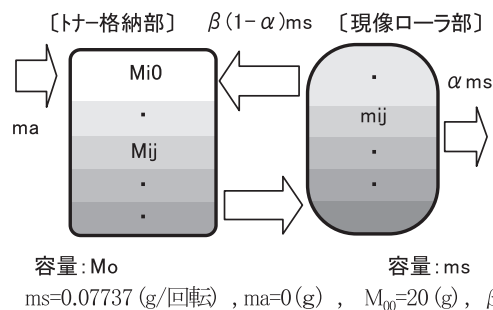 〔トナー格納部〕 β(1-α)ms 〔現像ローラ部〕
Mi0
mij
αms
ma
Mij
容量:Mo 容量:ms
ms=0.07737 (g/回転) , ma=0(g) , M₀₀=20 (g) , β